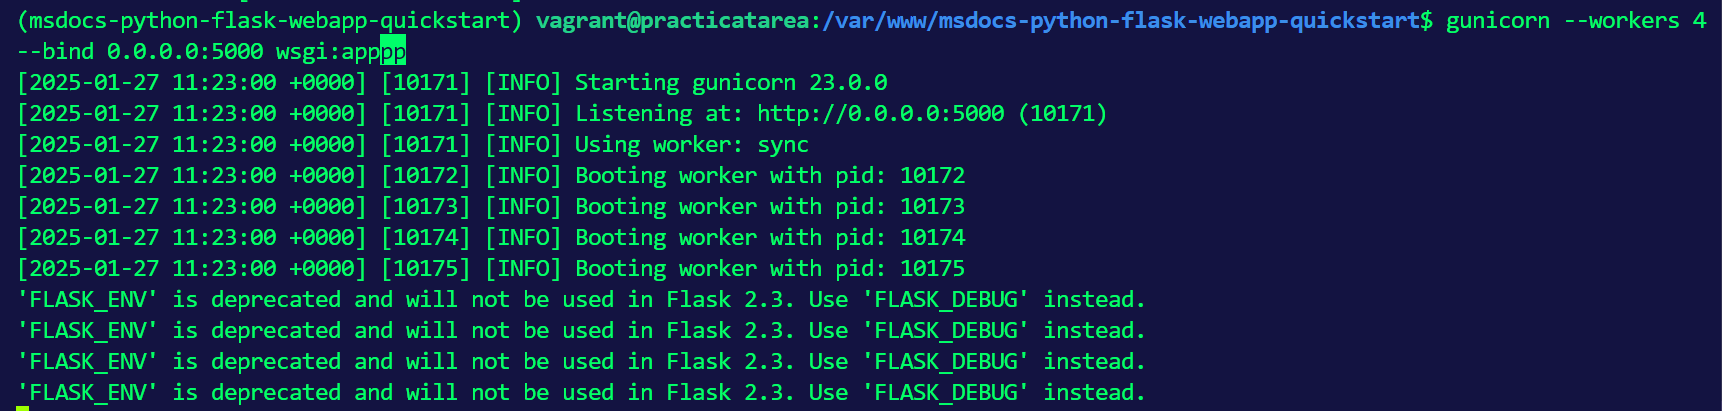 (msdocs-python-flask-webapp-quickstart) vagrant@practicatarea:/var/www/msdocs-python-flask-webapp-quickstart$ gunicorn --workers 4
--bind 0.0.0.0:5000 wsgi:apppp
[2025-01-27 11:23:00 +0000] [10171] [INFO] Starting gunicorn 23.0.0
[2025-01-27 11:23:00 +0000] [10171] [INFO] Listening at: http://0.0.0.0:5000 (10171)
[2025-01-27 11:23:00 +0000] [10171] [INFO] Using worker: sync
[2025-01-27 11:23:00 +0000] [10172] [INFO] Booting worker with pid: 10172
[2025-01-27 11:23:00 +0000] [10173] [INFO] Booting worker with pid: 10173
[2025-01-27 11:23:00 +0000] [10174] [INFO] Booting worker with pid: 10174
[2025-01-27 11:23:00 +0000] [10175] [INFO] Booting worker with pid: 10175
'FLASK_ENV' is deprecated and will not be used in Flask 2.3. Use 'FLASK_DEBUG' instead.
'FLASK_ENV' is deprecated and will not be used in Flask 2.3. Use 'FLASK_DEBUG' instead.
'FLASK_ENV' is deprecated and will not be used in Flask 2.3. Use 'FLASK_DEBUG' instead.
'FLASK_ENV' is deprecated and will not be used in Flask 2.3. Use 'FLASK_DEBUG' instead.